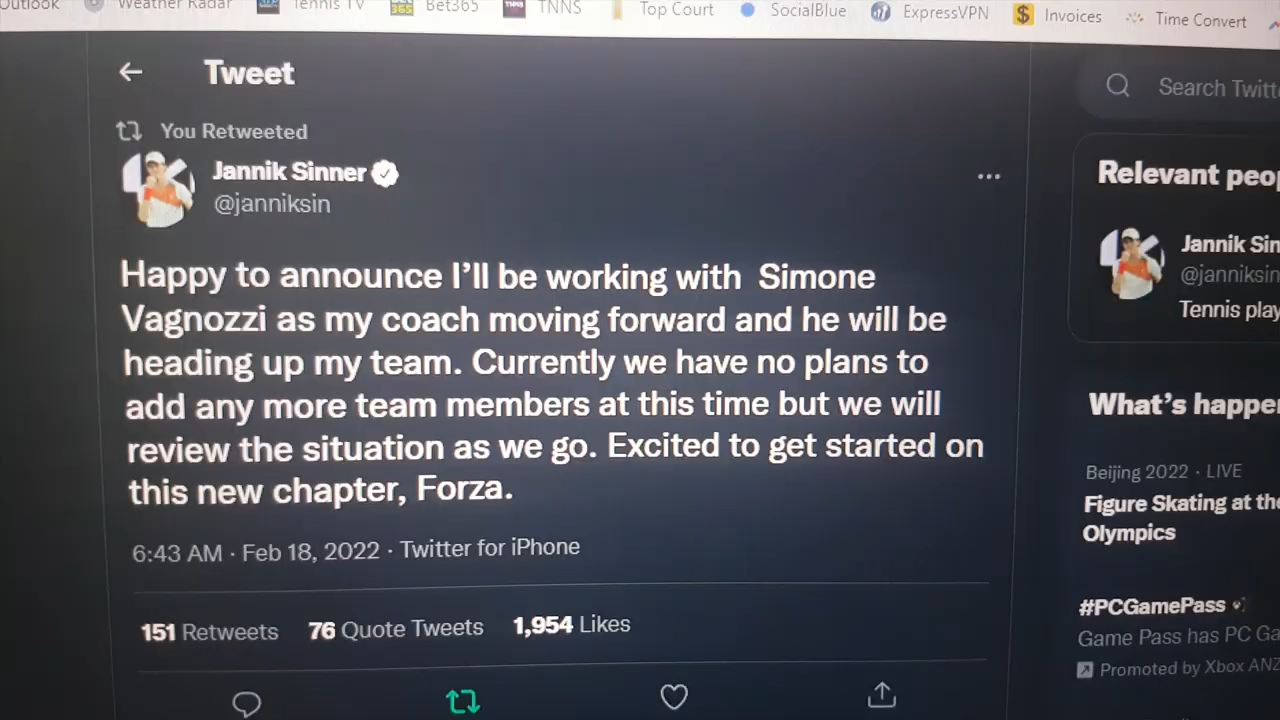 Outlook Weather Radar Tennis TV Bet365 TNNS Top Court SocialBlue ExpressVPN Invoices Time Convert
Tweet
Search Twitt
You Retweeted
Jannik Sinner
@janniksin
Happy to announce I'll be working with Simone
Vagnozzi as my coach moving forward and he will be
heading up my team. Currently we have no plans to
add any more team members at this time but we will
review the situation as we go. Excited to get started on
this new chapter, Forza.
6:43 AM · Feb 18, 2022 · Twitter for iPhone
151 Retweets 76 Quote Tweets 1,954 Likes
Relevant peop
Jannik Sin
@janniksin
Tennis play
What's happe
Beijing 2022 · LIVE
Figure Skating at the
Olympics
#PCGamePass
Game Pass has PC Ga
Promoted by Xbox ANZ